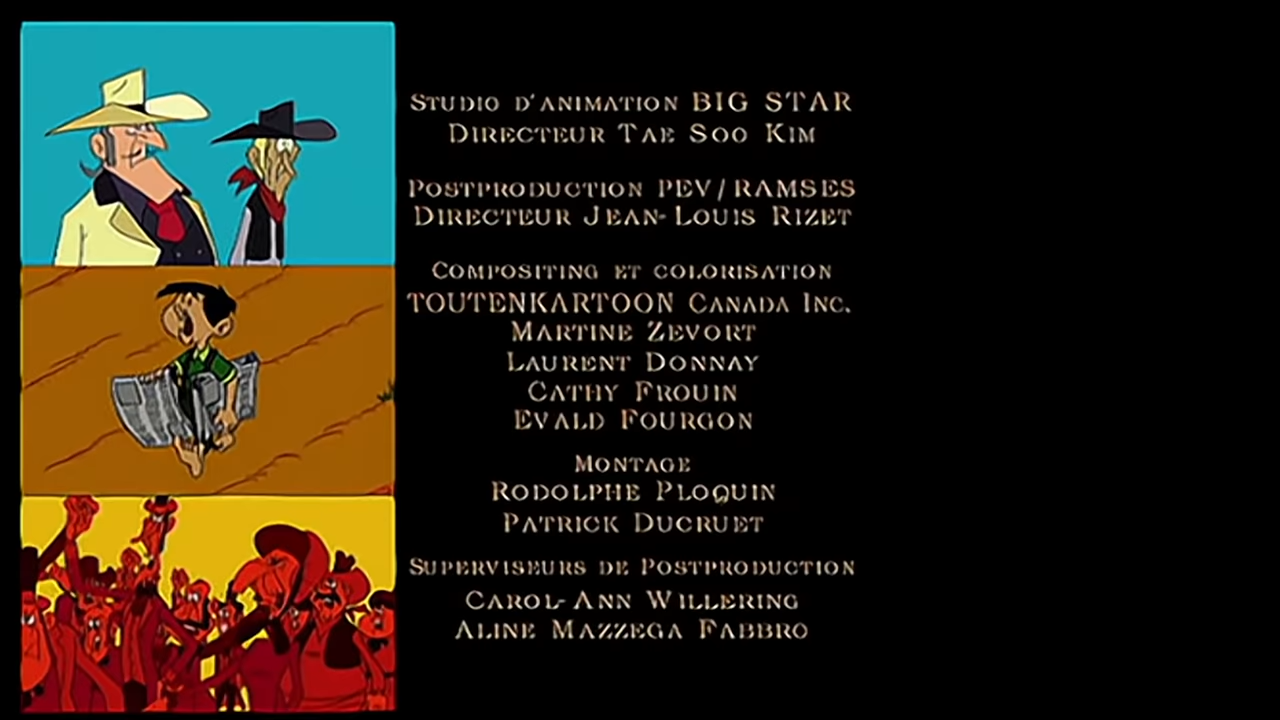 STUDIO D'ANIMATION BIG STAR
DIRECTEUR TAE SOO KIM
POSTPRODUCTION PEV/RAMSES
DIRECTEUR JEAN-LOUIS RIZET
COMPOSITING ET COLORISATION
TOUTENKARTOON CANADA INC.
MARTINE ZEVORT
LAURENT DONNAY
CATHY FROUIN
EVALD FOURGON
MONTAGE
RODOLPHE PLOQUIN
PATRICK DUCRUET
SUPERVISEURS DE POSTPRODUCTION
CAROL-ANN WILLERING
ALINE MAZZEGA FABBRO